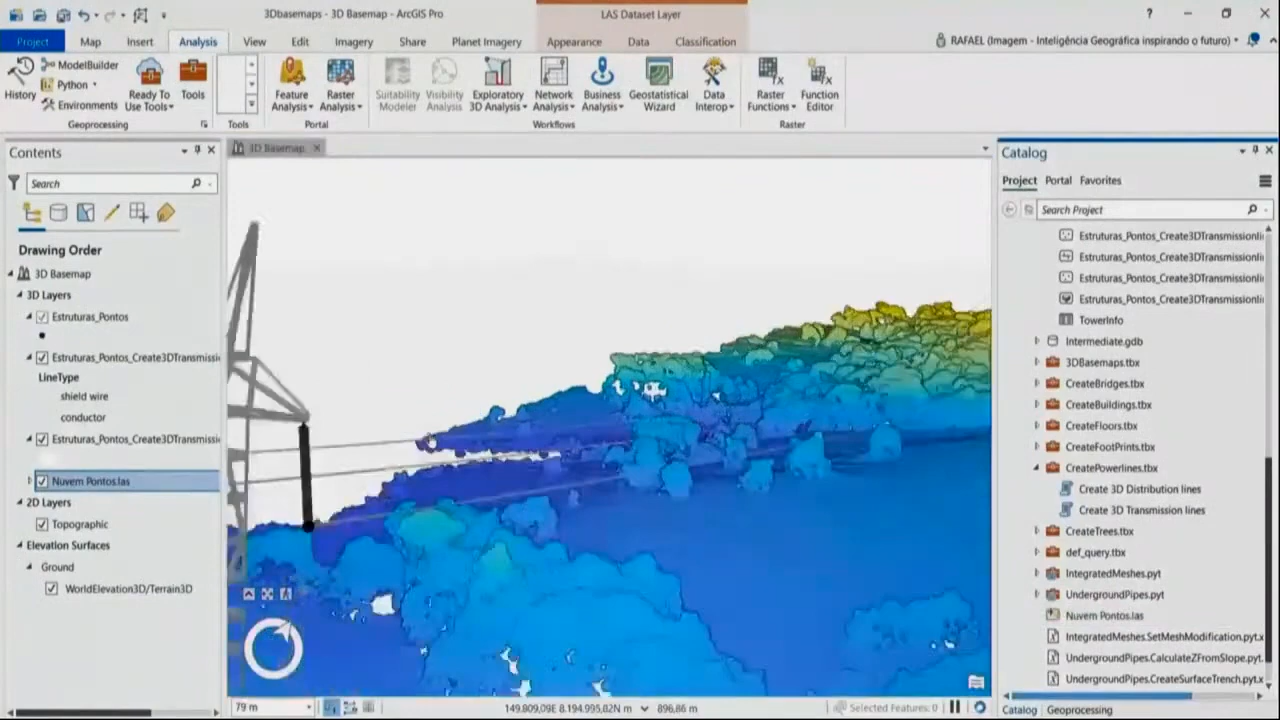 3Dbasemaps - 3D Basemap - ArcGIS Pro
LAS Dataset Layer
?
Project
Map
Insert
Analysis
View
Edit
Imagery
Share
Planet Imagery
Appearance
Data
Classification
RAFAEL (Imagem - Inteligência Geográfica inspirando o futuro)
History
ModelBuilder
Python
Environments
Ready To
Use Tools
Tools
Feature
Analysis
Raster
Analysis
Suitability
Modeler
Visibility
Analysis
Exploratory
3D Analysis
Network
Analysis
Business
Analysis
Geostatistical
Wizard
Data
Interop
Raster
Functions
Function
Editor
Geoprocessing
Tools
Portal
Workflows
Raster
Contents
Search
Drawing Order
3D Basemap
3D Layers
Estruturas_Pontos
Estruturas_Pontos_Create3DTransmissi
LineType
shield wire
conductor
Estruturas_Pontos_Create3DTransmissi
Nuvem Pontos.las
2D Layers
Topographic
Elevation Surfaces
Ground
WorldElevation3D/Terrain3D
3D Basemap
79 m
149.809,09E 8.194.995,82N m
896,86 m
Selected Features: 0
Catalog
Project
Portal
Favorites
Search Project
Estruturas_Pontos_Create3DTransmissionli
Estruturas_Pontos_Create3DTransmissionli
Estruturas_Pontos_Create3DTransmissionli
Estruturas_Pontos_Create3DTransmissionli
TowerInfo
Intermediate.gdb
3DBasemaps.tbx
CreateBridges.tbx
CreateBuildings.tbx
CreateFloors.tbx
CreateFootPrints.tbx
CreatePowerlines.tbx
Create 3D Distribution lines
Create 3D Transmission lines
CreateTrees.tbx
def_query.tbx
IntegratedMeshes.pyt
UndergroundPipes.pyt
Nuvem Pontos.las
IntegratedMeshes.SetMeshModification.pyt.x
UndergroundPipes.CalculateZFromSlope.pyt.
UndergroundPipes.CreateSurfaceTrench.pyt.x
Catalog
Geoprocessing